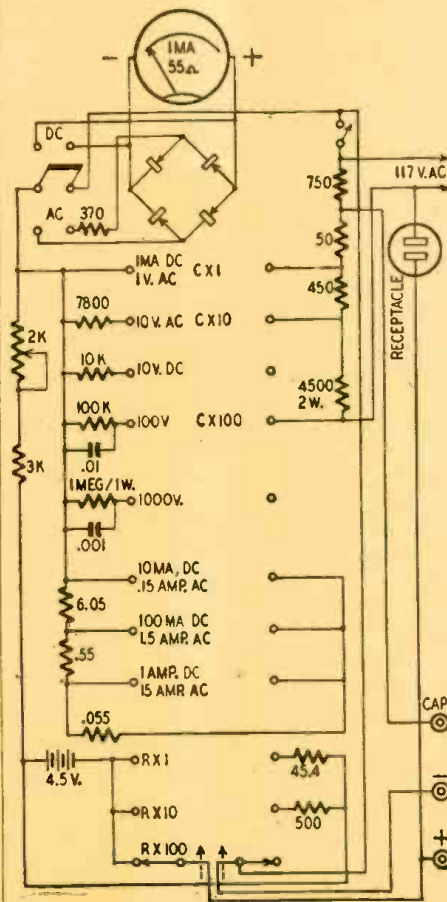 - 1MA +
55Ω
DC
AC 370
750
117 V. AC
50
450
RECEPTACLE
1MA DC
1 V. AC CX1
7800
10V. AC CX10
2K
10K
10V. DC
4500
2W.
100K
100V CX100
.01
3K
1MEG/1W.
1000V.
.001
10 MA, DC
.15 AMP. AC
6.05
100 MA DC
1.5 AMP. AC
.55
1 AMP. DC
15 AMP. AC
.055
CAP
4.5 V.
RX1
45.4
-
RX10
500
RX100
+